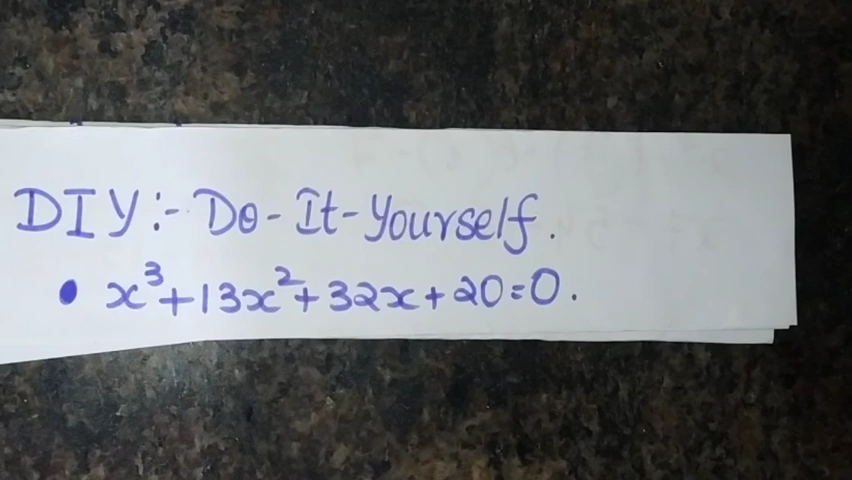 DIY:- Do-It-Yourself.
• x³+13x²+32x+20=0.